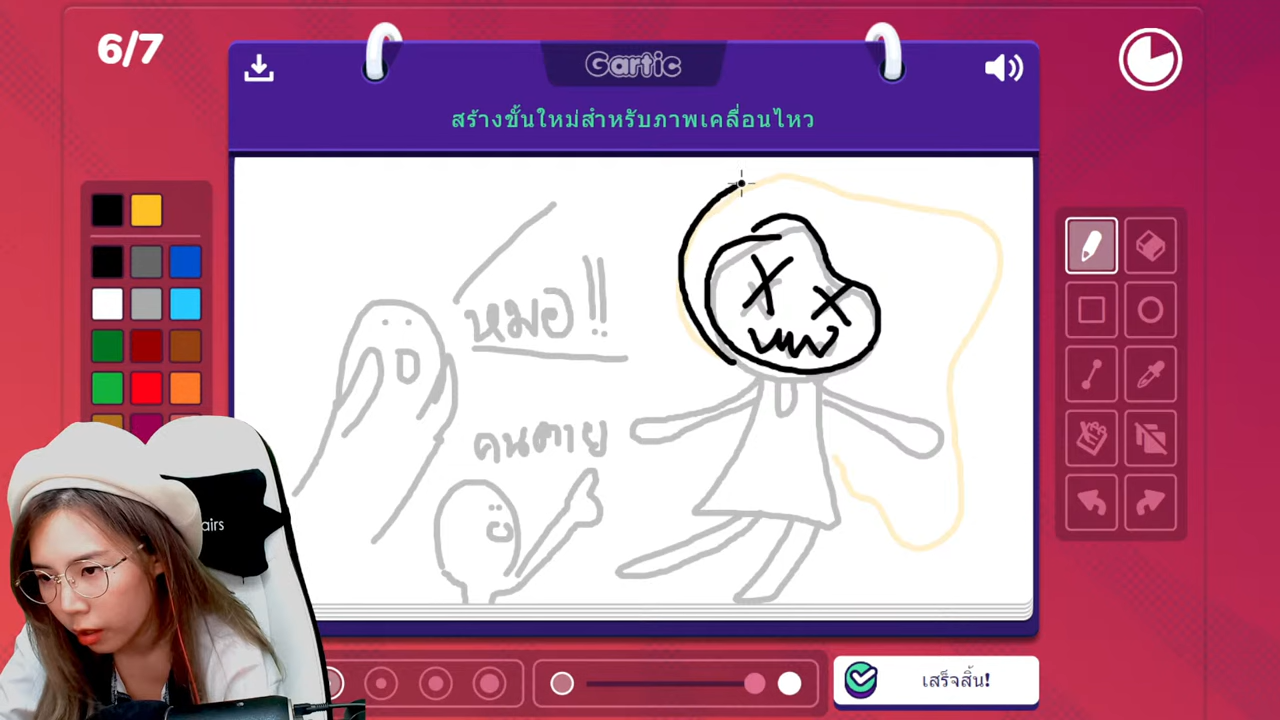 6/7
Gartic
สร้างขั้นใหม่สำหรับภาพเคลื่อนไหว
หมอ!!
คนตาย
airs
เสร็จสิ้น!